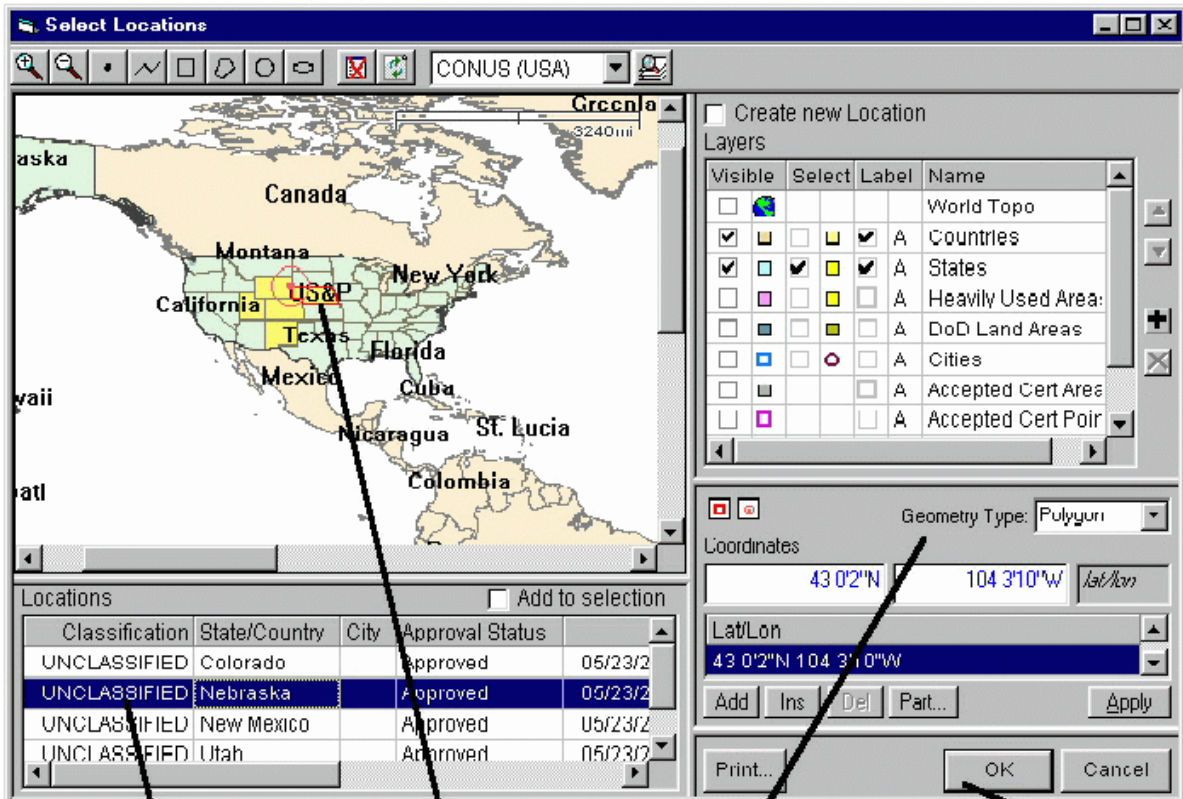 Select Locations
CONUS (USA)
Grccnla
3240mi
aska
Canada
Montana
New York
US&P
California
Texas
Florida
Mexico
Cuba
vaii
Nicaragua
St. Lucia
Colombia
atl
Create new Location
Layers
Visible Select Label Name
World Topo
A Countries
A States
A Heavily Used Area
A DoD Land Areas
A Cities
A Accepted Cert Area
A Accepted Cert Poir
Geometry Type: Polygon
Coordinates
43 0'2"N 104 3'10"W lat/lon
Lat/Lon
43 0'2"N 104 3'10"W
Add Ins Del Part... Apply
Print... OK Cancel
Locations Add to selection
Classification State/Country City Approval Status
UNCLASSIFIED Colorado Approved 05/23/2
UNCLASSIFIED Nebraska Approved 05/23/2
UNCLASSIFIED New Mexico Approved 05/23/2
UNCLASSIFIED Utah Approved 05/23/2